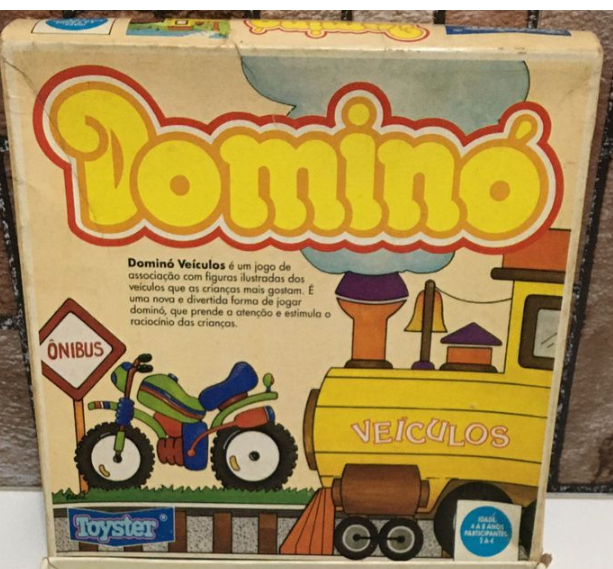 Dominó
Dominó
Dominó Veículos é um jogo de
associação com figuras ilustradas dos
veículos que as crianças mais gostam. É
uma nova e divertida forma de jogar
dominó, que prende a atenção e estimula o
raciocínio das crianças.
ÔNIBUS
VEÍCULOS
Toyster®
IDADE
4 A 8 ANOS
PARTICIPANTES
2 A 4